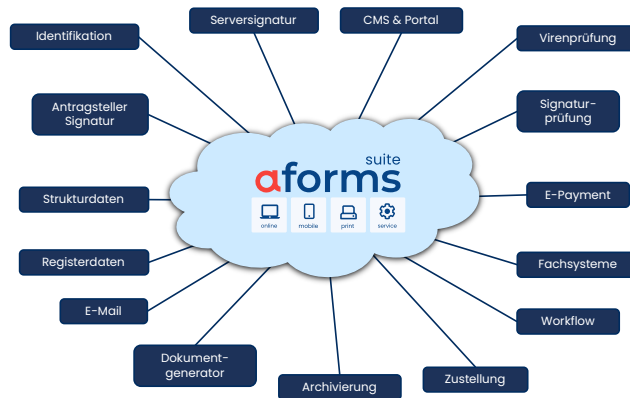 Serversignatur
CMS & Portal
Identifikation
Virenprüfung
Antragsteller
Signatur
Signatur-
prüfung
suite
aforms
online
mobile
print
service
Strukturdaten
E-Payment
Registerdaten
Fachsysteme
E-Mail
Workflow
Dokument-
generator
Archivierung
Zustellung